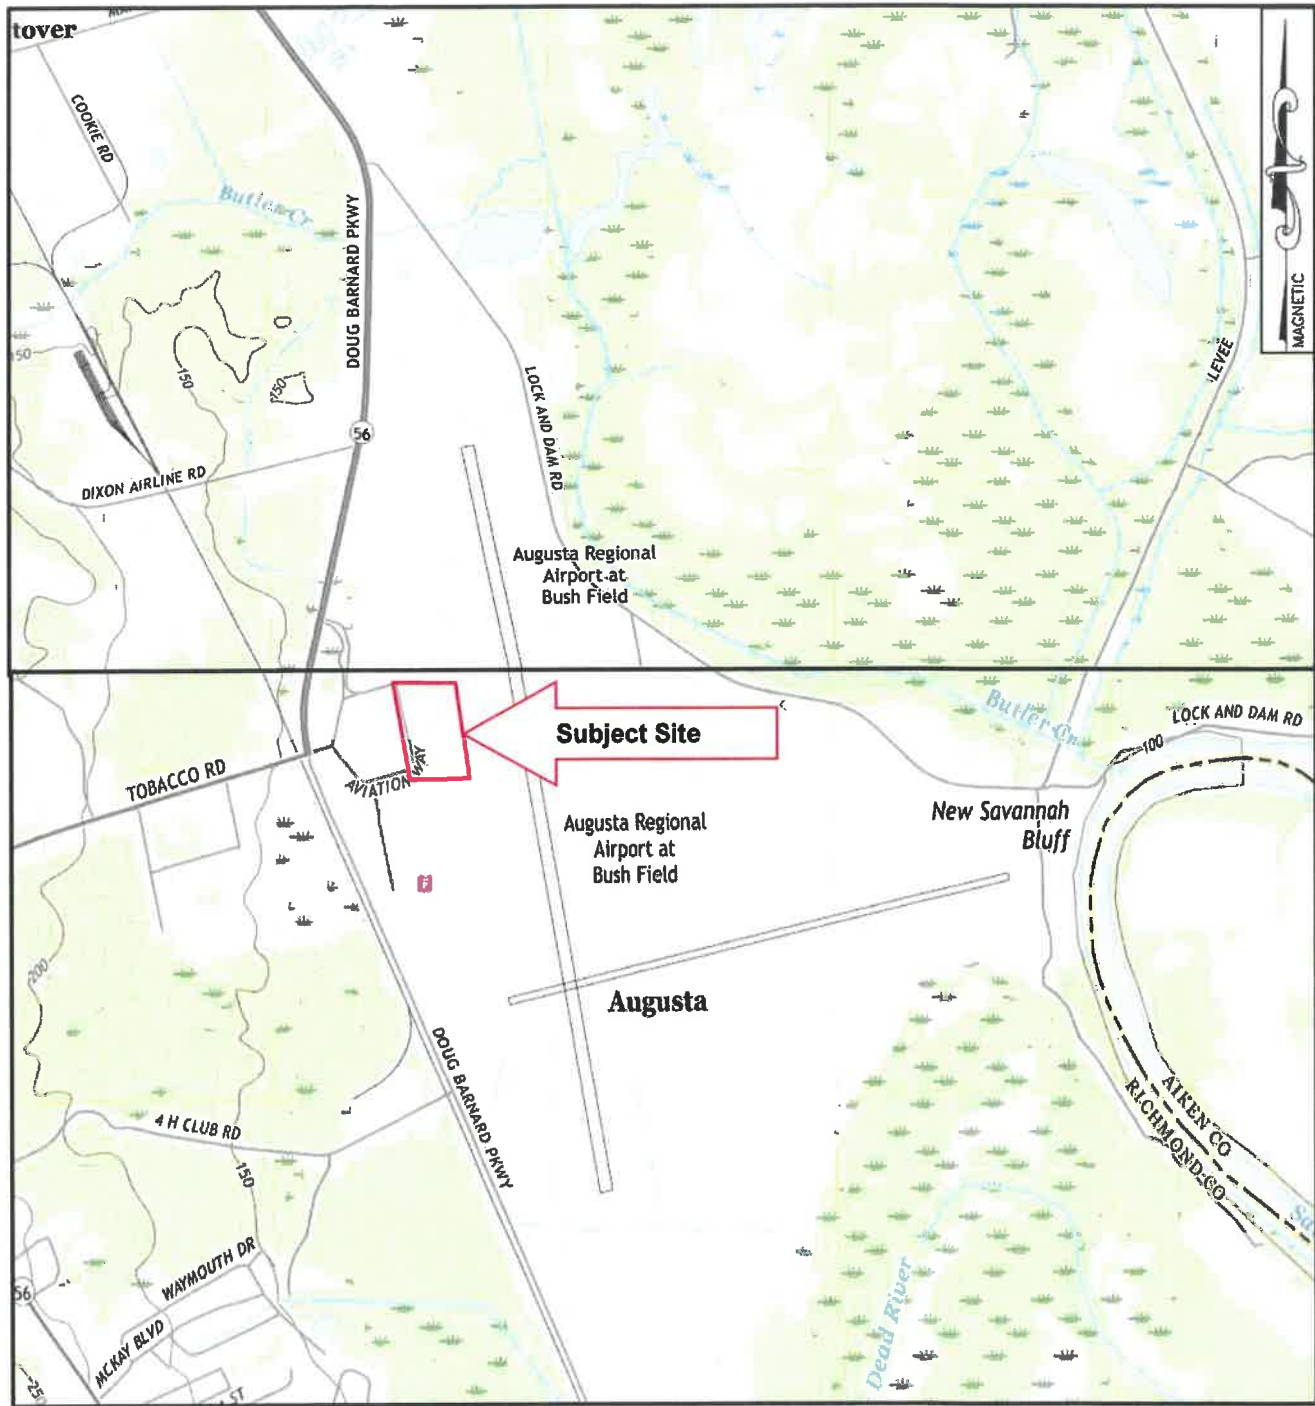 tover
COOKIE RD
Butler Cr
DOUG BARNARD PKWY
MAGNETIC
50
150
150
LEVEE
LOCK AND DAM RD
56
DIXON AIRLINE RD
Augusta Regional
Airport at
Bush Field
Subject Site
Butler Cr
LOCK AND DAM RD
100
TOBACCO RD
AVIATION WAY
New Savannah
Bluff
Augusta Regional
Airport at
Bush Field
F
200
Augusta
DOUG BARNARD PKWY
AIKEN CO
RICHMOND CO
4 H CLUB RD
150
Sa
WAYMOUTH DR
56
Dead River
MCKAY BLVD
250
ST